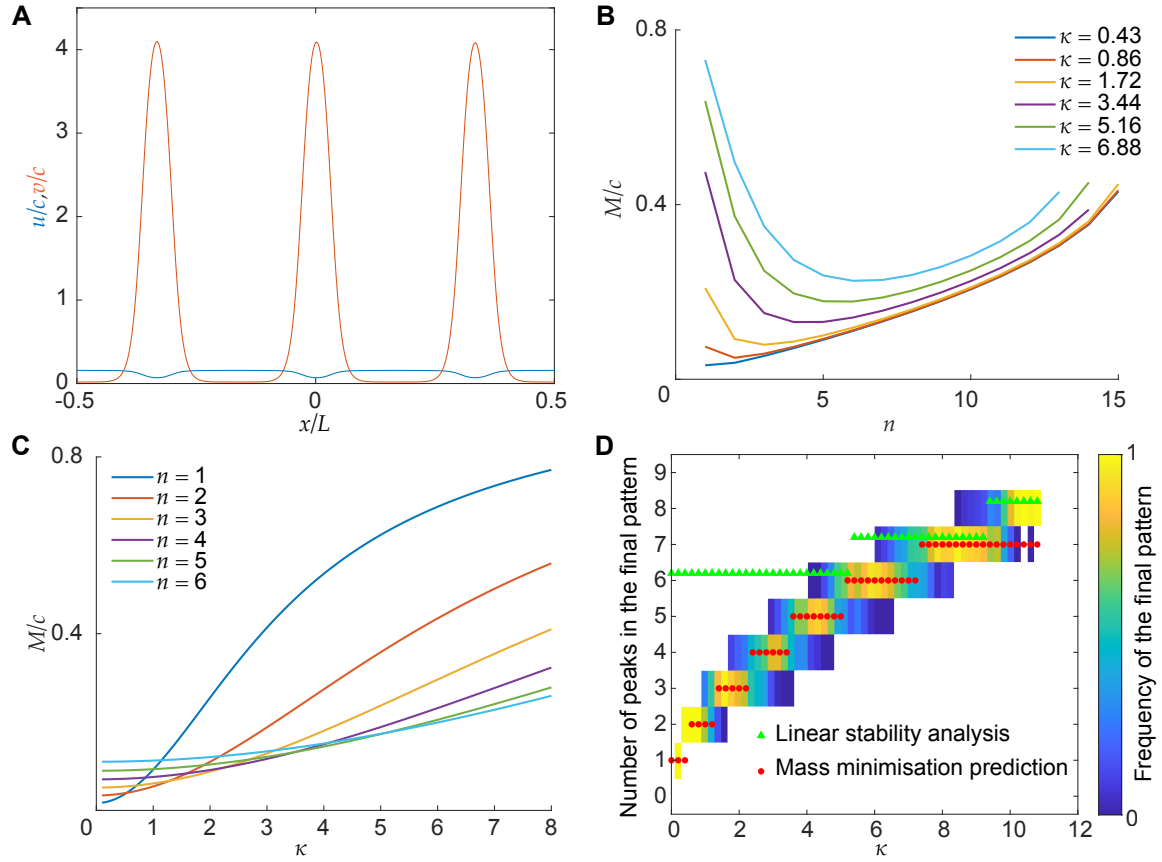 A
4
3
2
1
0
u/c,v/c
-0.5
0
0.5
x/L
B
0.8
0.4
0
M/c
5
10
15
n
κ = 0.43
κ = 0.86
κ = 1.72
κ = 3.44
κ = 5.16
κ = 6.88
C
0.8
0.4
M/c
0
1
2
3
4
5
6
7
8
κ
n = 1
n = 2
n = 3
n = 4
n = 5
n = 6
D
9
8
7
6
5
4
3
2
1
0
Number of peaks in the final pattern
0
2
4
6
8
10
12
κ
Linear stability analysis
Mass minimisation prediction
1
0
Frequency of the final pattern